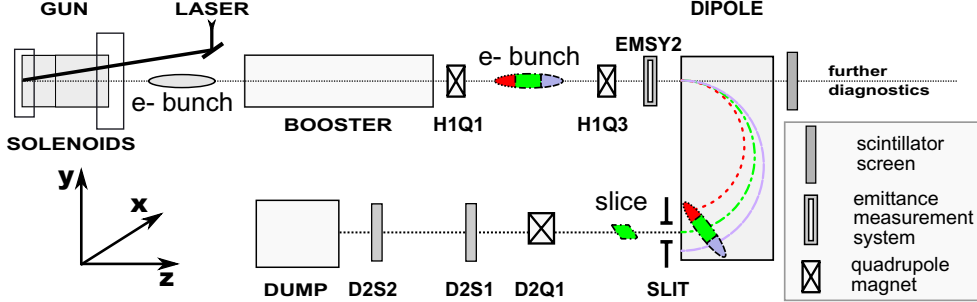 GUN
LASER
DIPOLE
e- bunch
EMSY2
e- bunch
further
diagnostics
BOOSTER
H1Q1
H1Q3
SOLENOIDS
y
x
z
scintillator
screen
slice
emittance
measurement
system
quadrupole
magnet
DUMP
D2S2
D2S1
D2Q1
SLIT